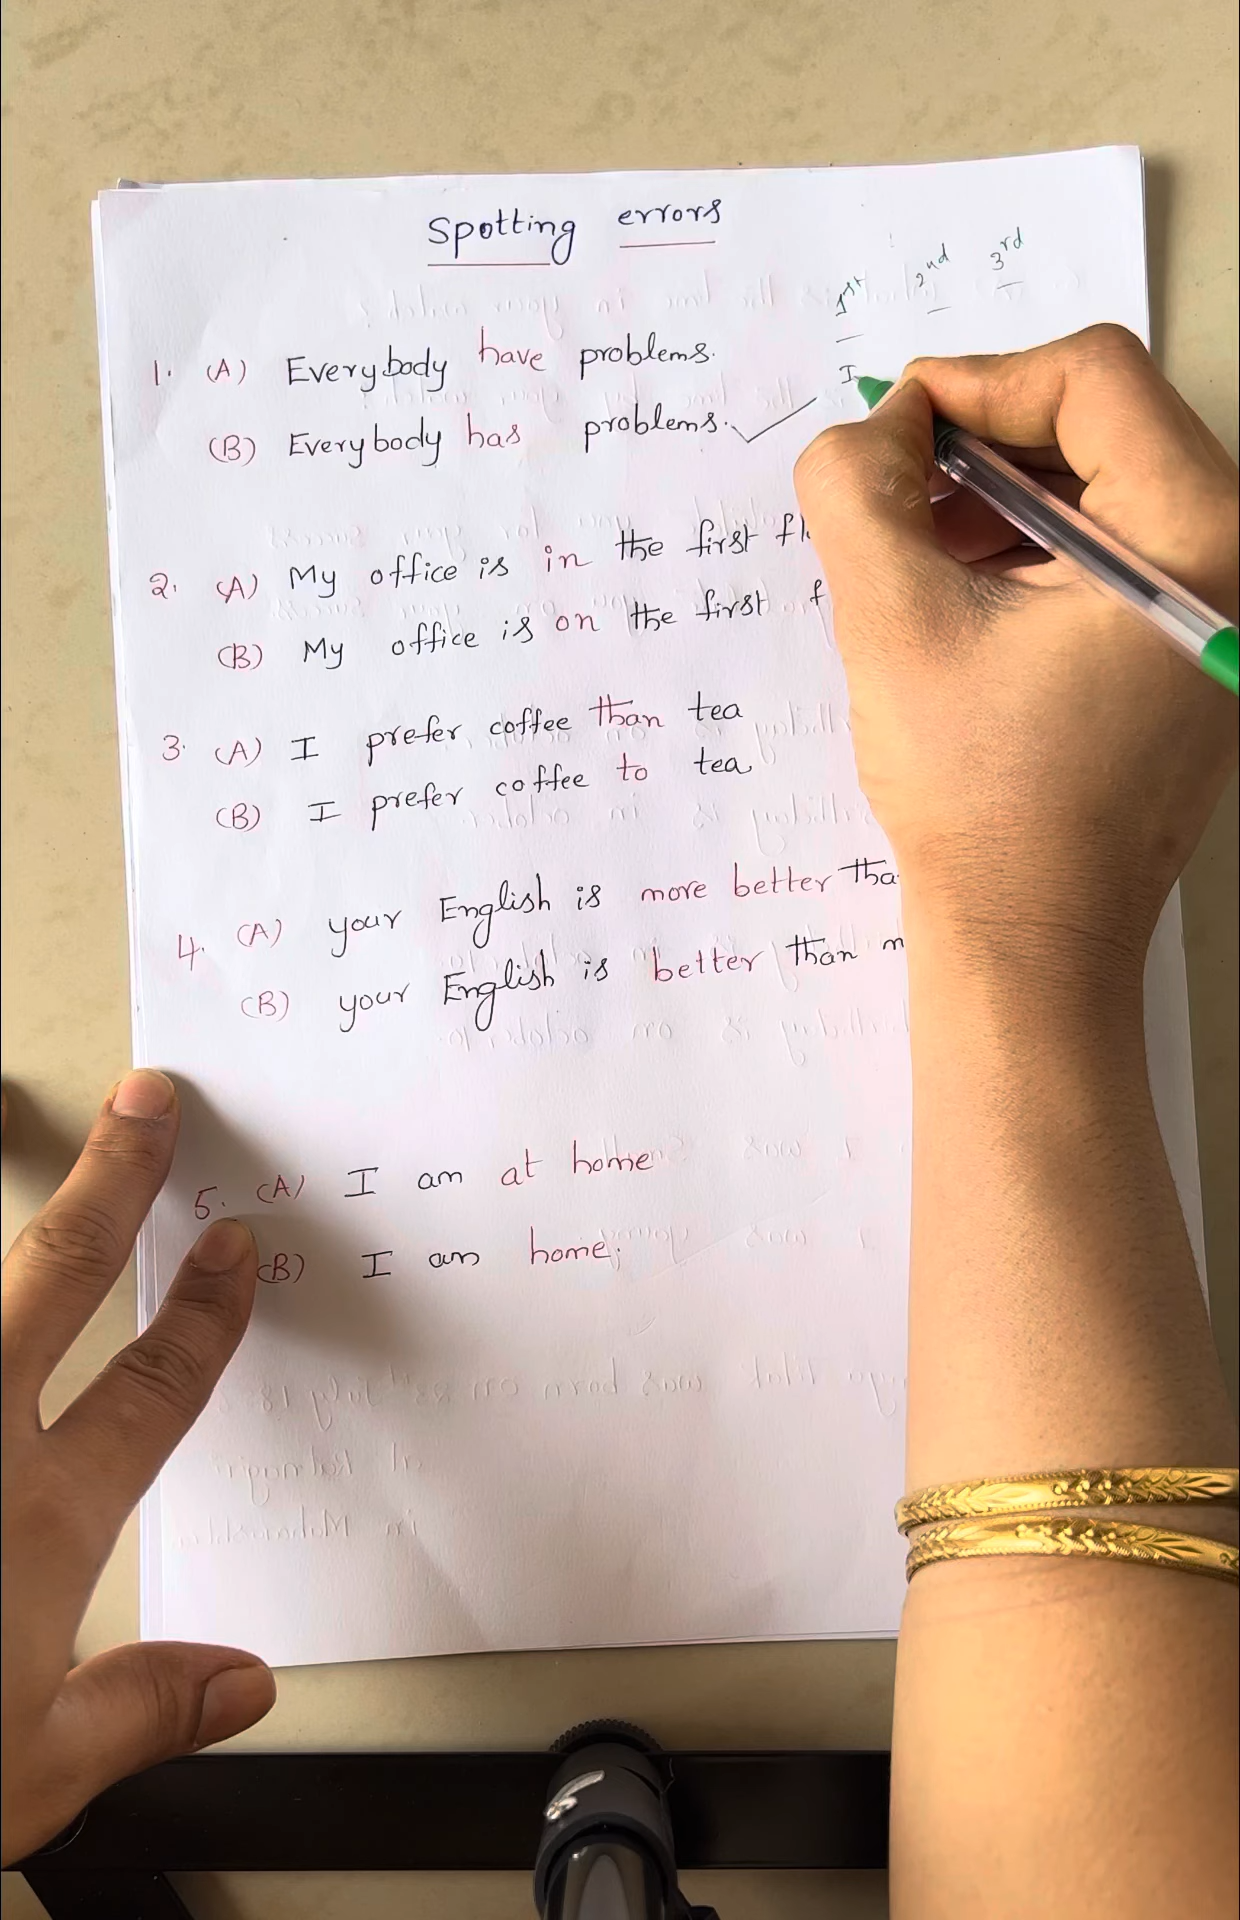 Spotting errors
1st 2nd 3rd
I
1. (A) Everybody have problems.
(B) Everybody has problems.
2. (A) My office is in the first
(B) My office is on the first
3. (A) I prefer coffee than tea
(B) I prefer coffee to tea
4. (A) your English is more better
(B) your English is better than
5. (A) I am at home
(B) I am home.